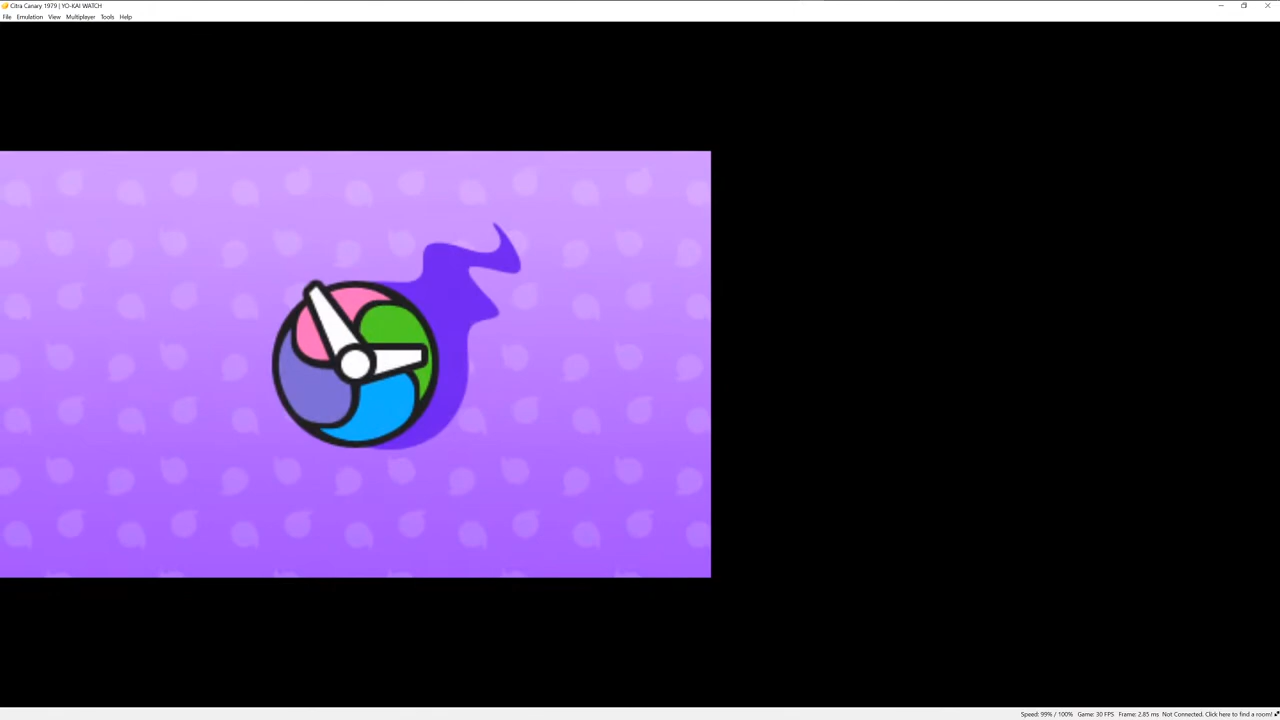 Citra Canary 1979 | YO-KAI WATCH
File Emulation View Multiplayer Tools Help
Speed: 99% / 100% Game: 30 FPS Frame: 2.85 ms Not Connected. Click here to find a room!